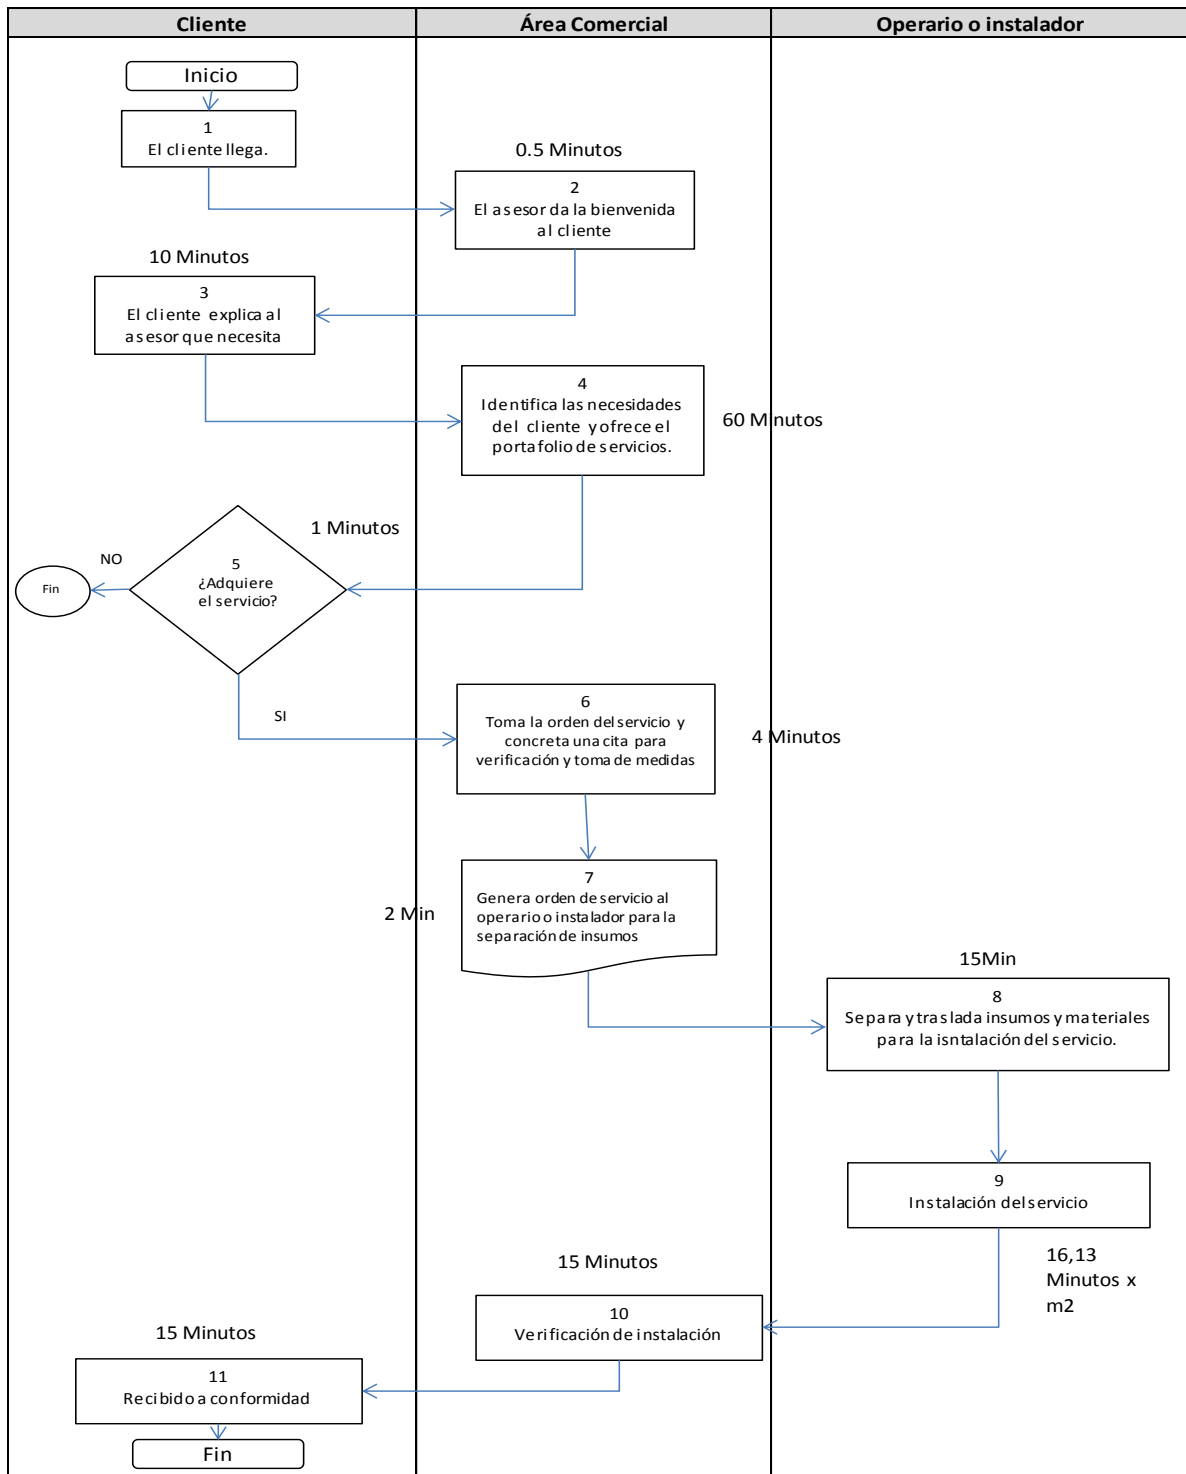 Cliente
Área Comercial
Operario o instalador
Inicio
1
El cliente llega.
0.5 Minutos
2
El asesor da la bienvenida
al cliente
10 Minutos
3
El cliente explica al
asesor que necesita
4
Identifica las necesidades
del cliente y ofrece el
portafolio de servicios.
60 Minutos
1 Minutos
5
¿Adquiere
el servicio?
NO
Fin
SI
6
Toma la orden del servicio y
concreta una cita para
verificación y toma de medidas
4 Minutos
2 Min
7
Genera orden de servicio al
operario o instalador para la
separación de insumos
15Min
8
Separa y traslada insumos y materiales
para la isntalación del servicio.
9
Instalación del servicio
16,13
Minutos x
m2
15 Minutos
10
Verificación de instalación
15 Minutos
11
Recibido a conformidad
Fin